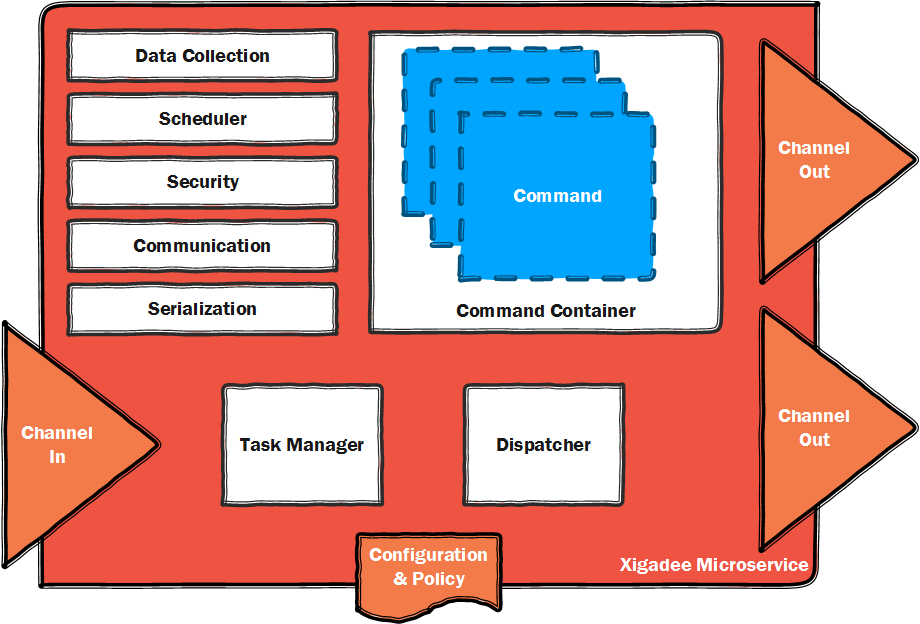 Data Collection
Scheduler
Security
Communication
Serialization
Command
Command Container
Channel
Out
Channel
In
Task Manager
Dispatcher
Channel
Out
Configuration
& Policy
Xigadee Microservice